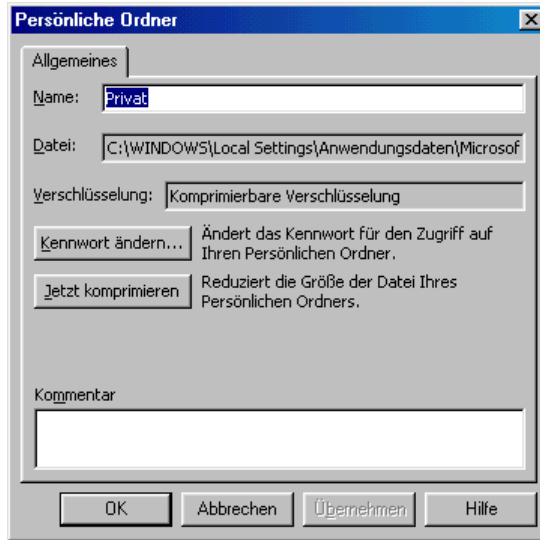 Persönliche Ordner
Allgemeines
Name: Privat
Datei: C:\WINDOWS\Local Settings\Anwendungsdaten\Microsof
Verschlüsselung: Komprimierbare Verschlüsselung
Kennwort ändern... Ändert das Kennwort für den Zugriff auf
Ihren Persönlichen Ordner.
Jetzt komprimieren Reduziert die Größe der Datei Ihres
Persönlichen Ordners.
Kommentar
OK Abbrechen Übernehmen Hilfe